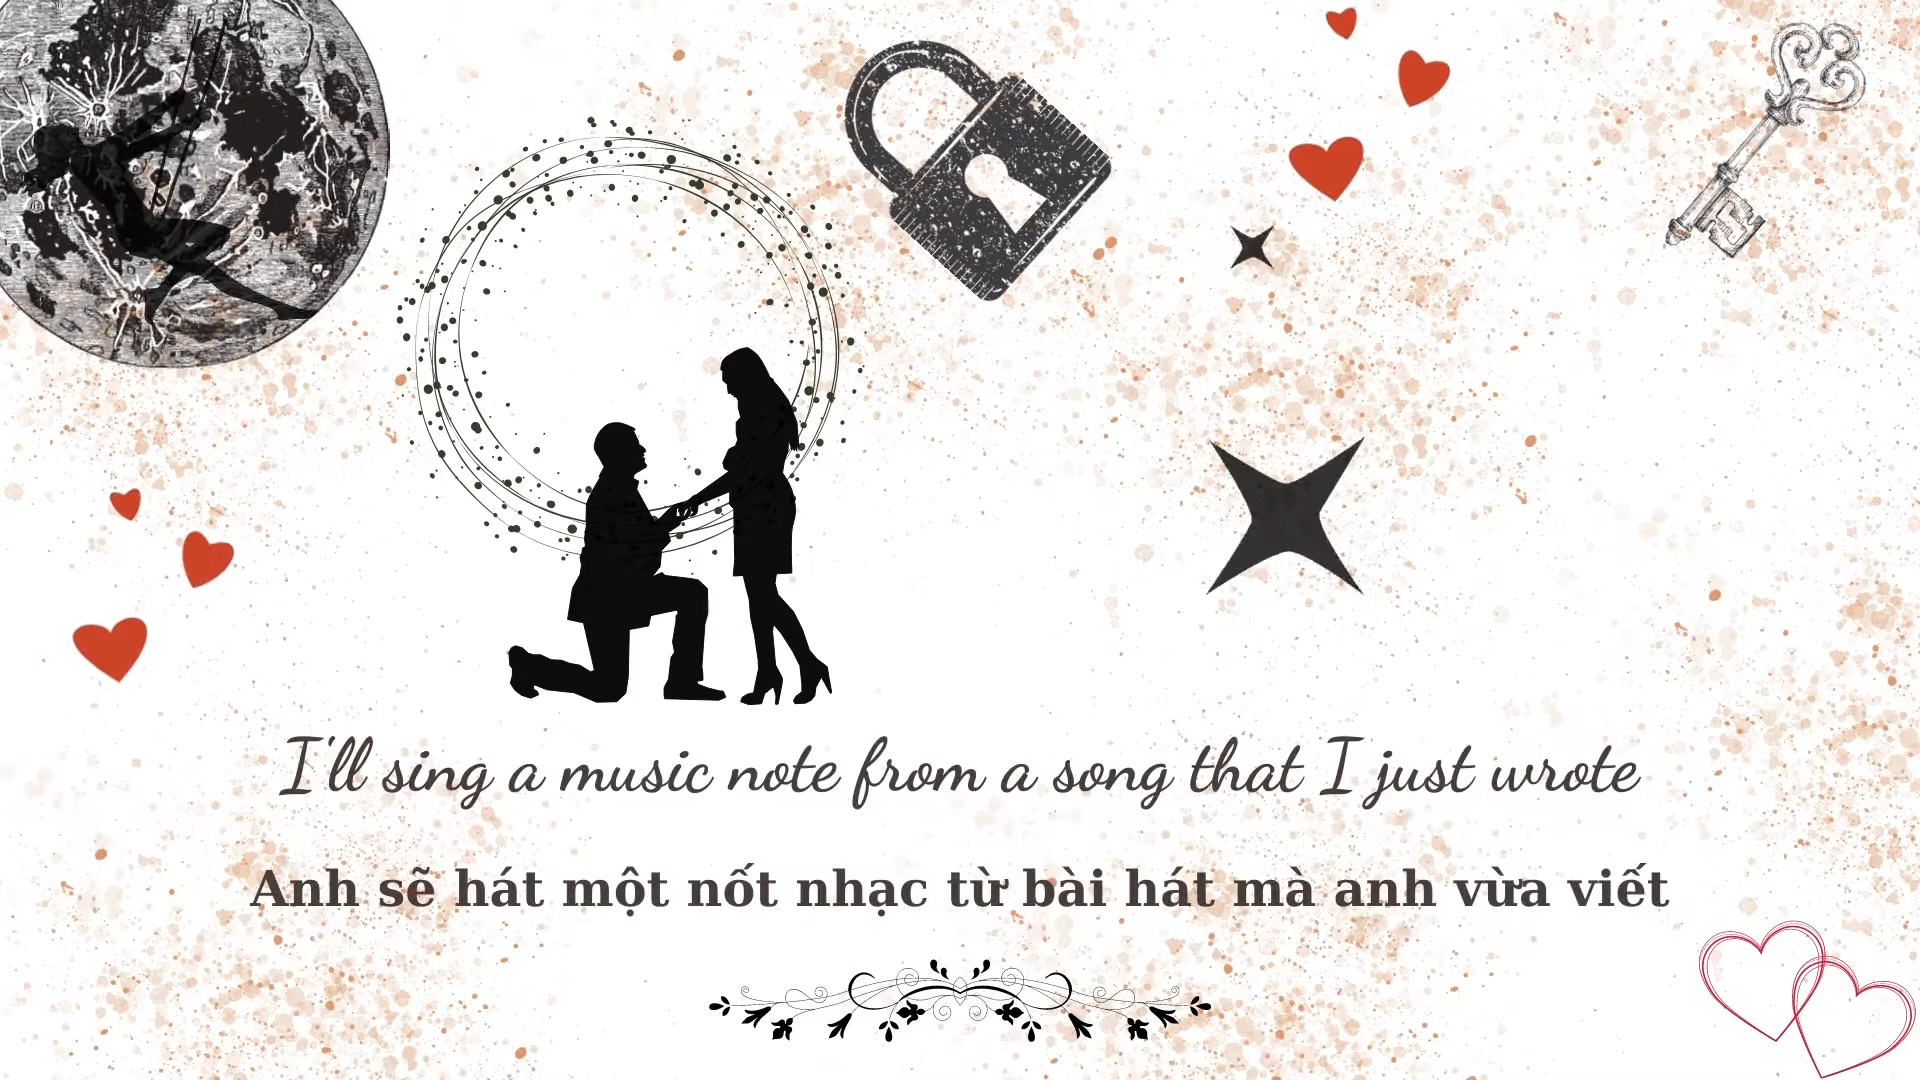 I'll sing a music note from a song that I just wrote
Anh sẽ hát một nốt nhạc từ bài hát mà anh vừa viết